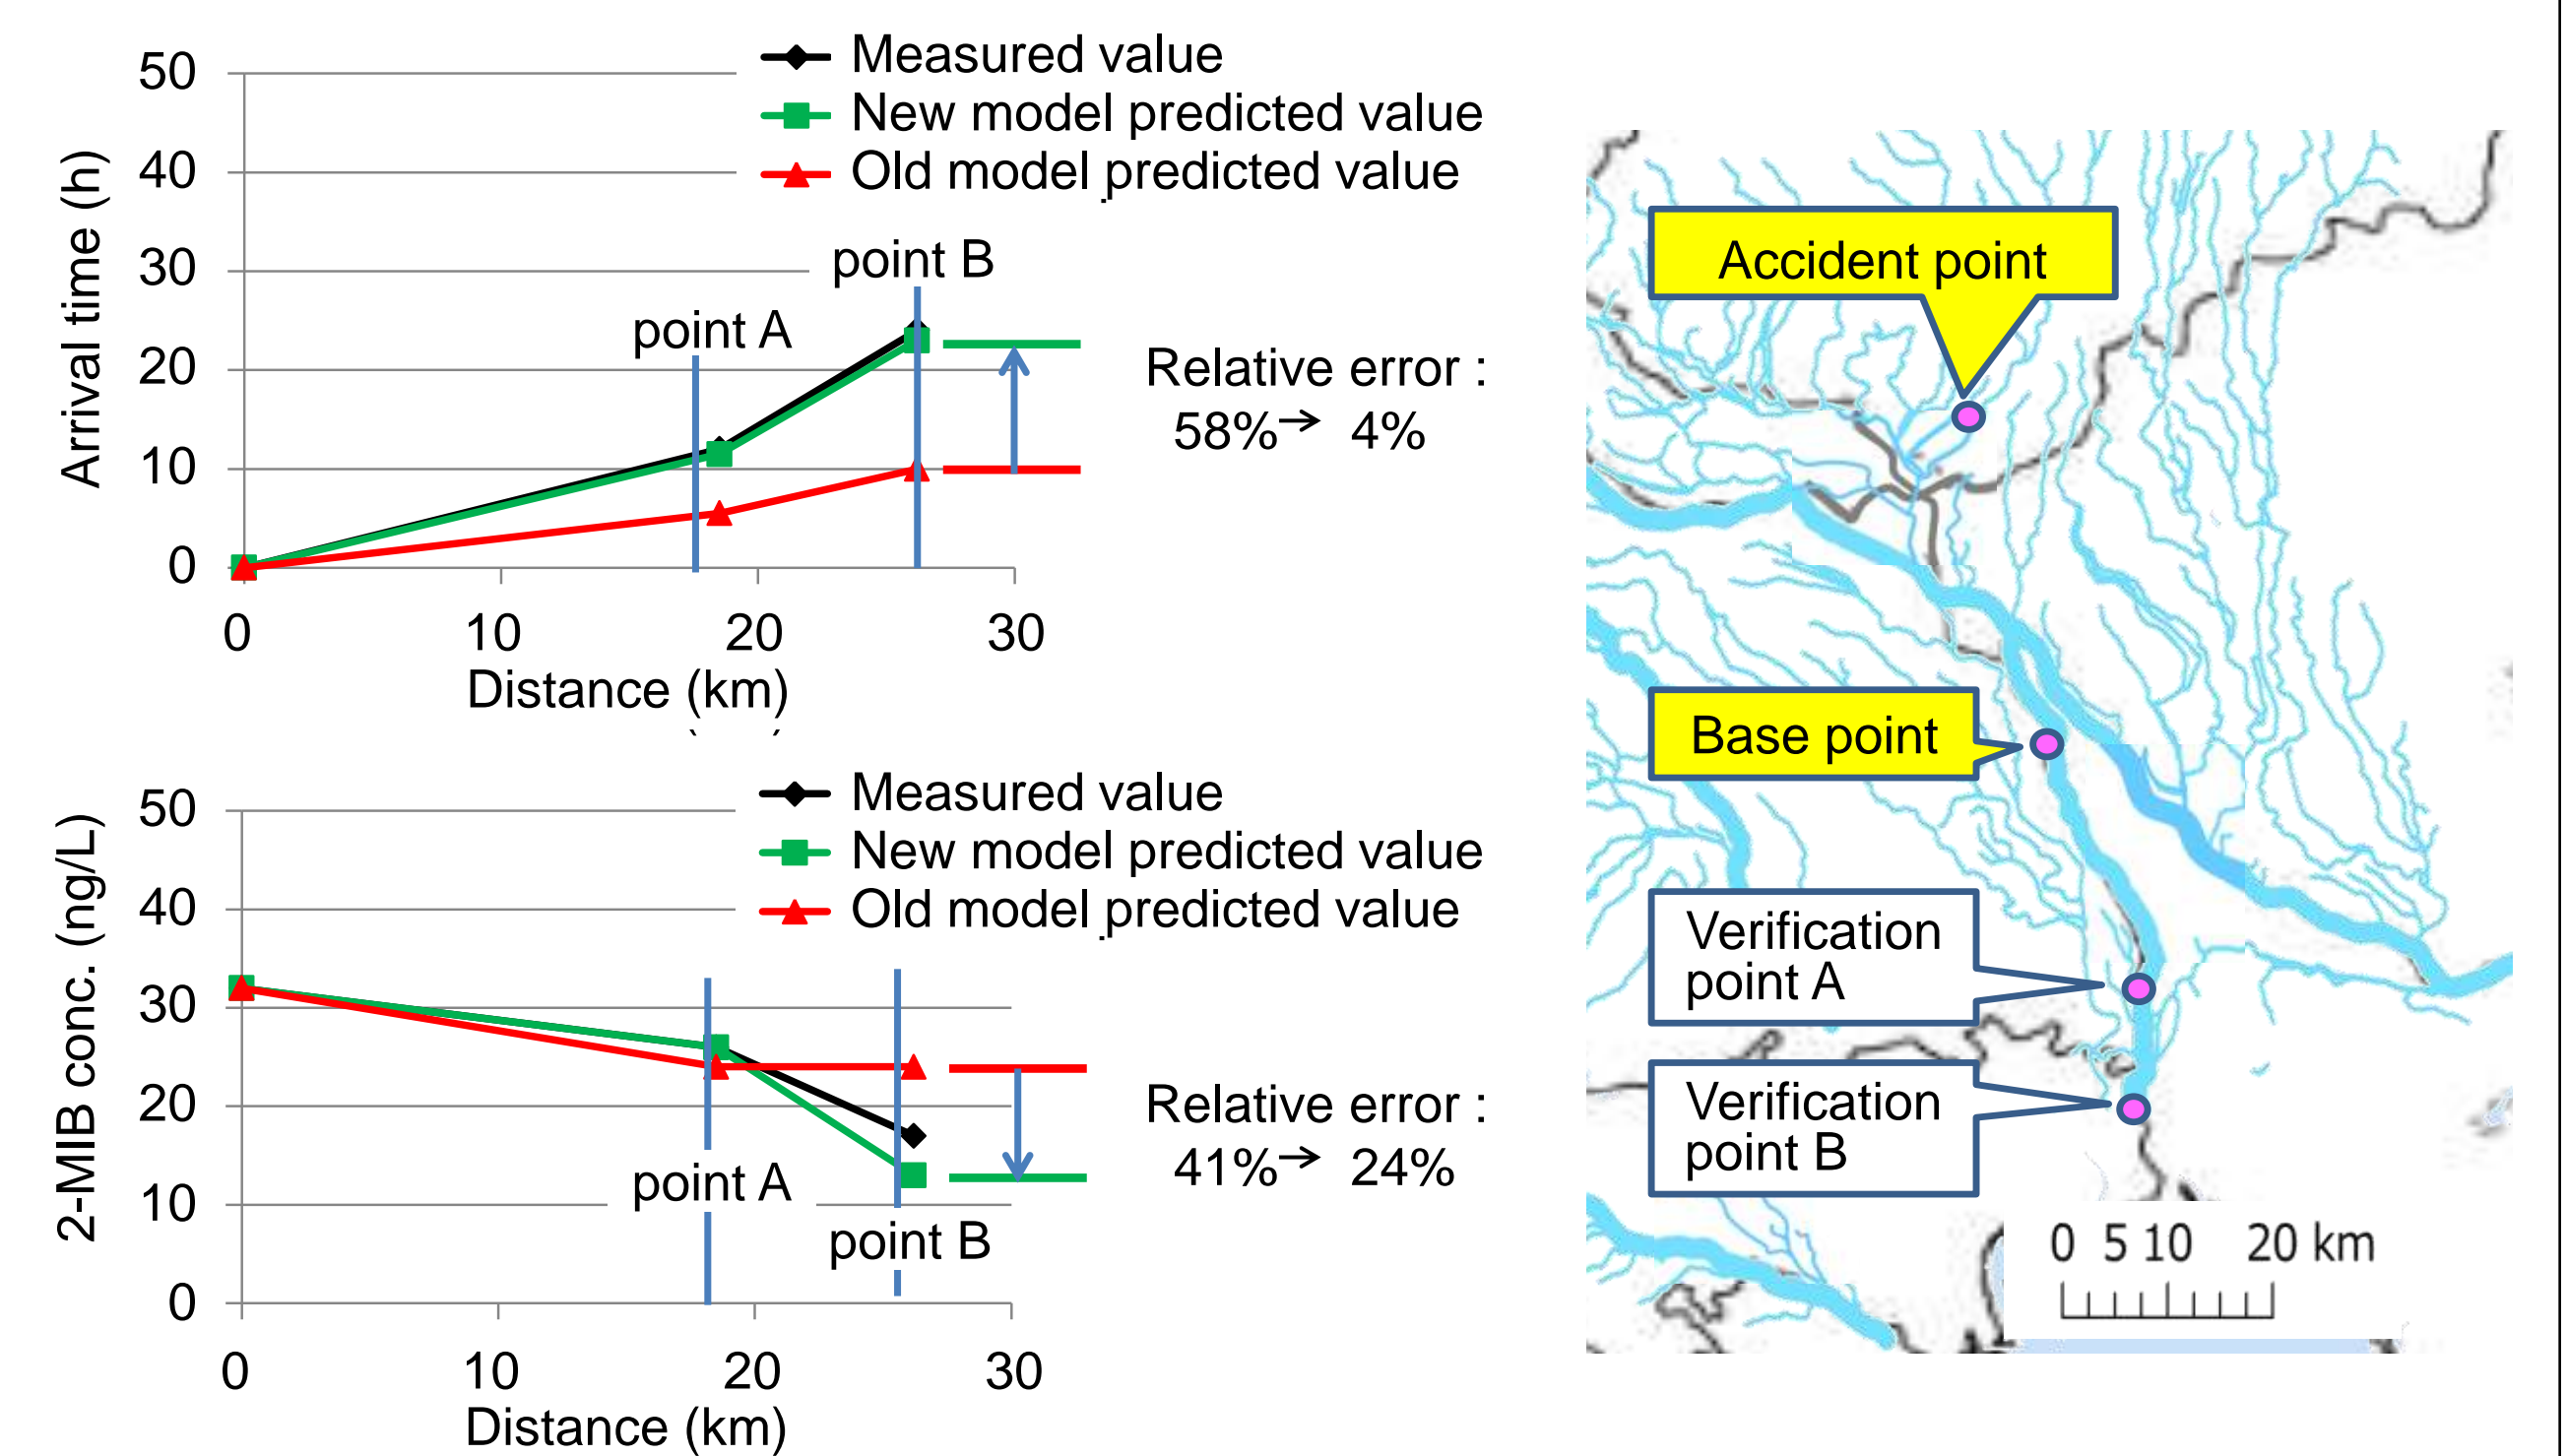 50
40
30
20
10
0
Arrival time (h)
Measured value
New model predicted value
Old model predicted value
point A
point B
Relative error :
58%→ 4%
0 10 20 30
Distance (km)
50
40
30
20
10
0
2-MIB conc. (ng/L)
Measured value
New model predicted value
Old model predicted value
point A
point B
Relative error :
41%→ 24%
0 10 20 30
Distance (km)
Accident point
Base point
Verification
point A
Verification
point B
0 5 10 20 km